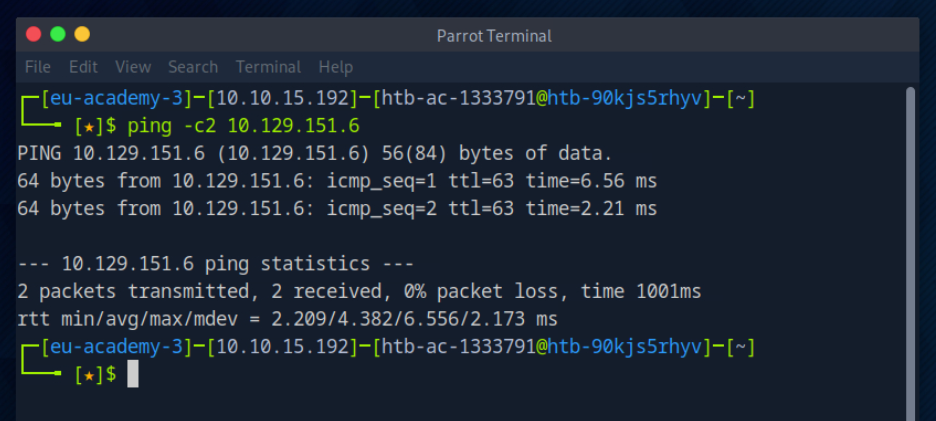 Parrot Terminal
File Edit View Search Terminal Help
┌─[eu-academy-3]─[10.10.15.192]─[htb-ac-1333791@htb-90kjs5rhyv]─[~]
└──╼ [★]$ ping -c2 10.129.151.6
PING 10.129.151.6 (10.129.151.6) 56(84) bytes of data.
64 bytes from 10.129.151.6: icmp_seq=1 ttl=63 time=6.56 ms
64 bytes from 10.129.151.6: icmp_seq=2 ttl=63 time=2.21 ms
--- 10.129.151.6 ping statistics ---
2 packets transmitted, 2 received, 0% packet loss, time 1001ms
rtt min/avg/max/mdev = 2.209/4.382/6.556/2.173 ms
┌─[eu-academy-3]─[10.10.15.192]─[htb-ac-1333791@htb-90kjs5rhyv]─[~]
└──╼ [★]$